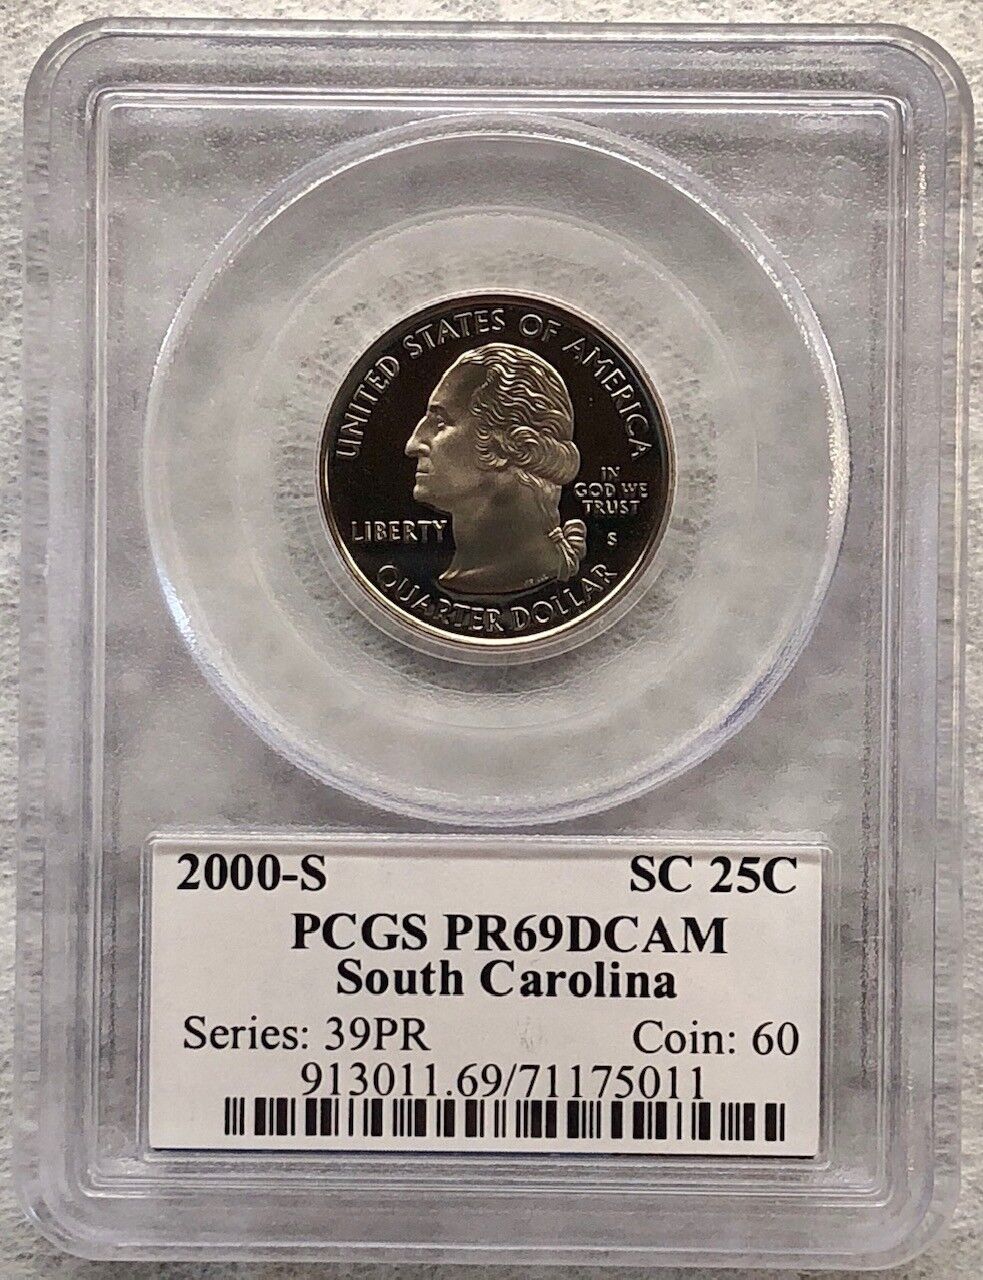 UNITED STATES OF AMERICA
IN
GOD WE
TRUST
LIBERTY
S
QUARTER DOLLAR
2000-S SC 25C
PCGS PR69DCAM
South Carolina
Series: 39PR Coin: 60
913011.69/71175011